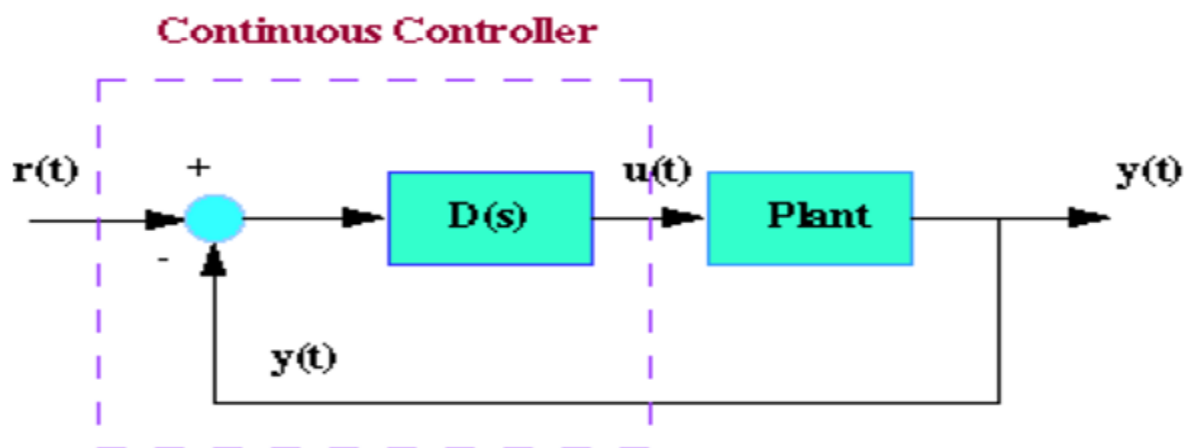 Continuous Controller
r(t)
+
u(t)
y(t)
D(s)
Plant
-
y(t)